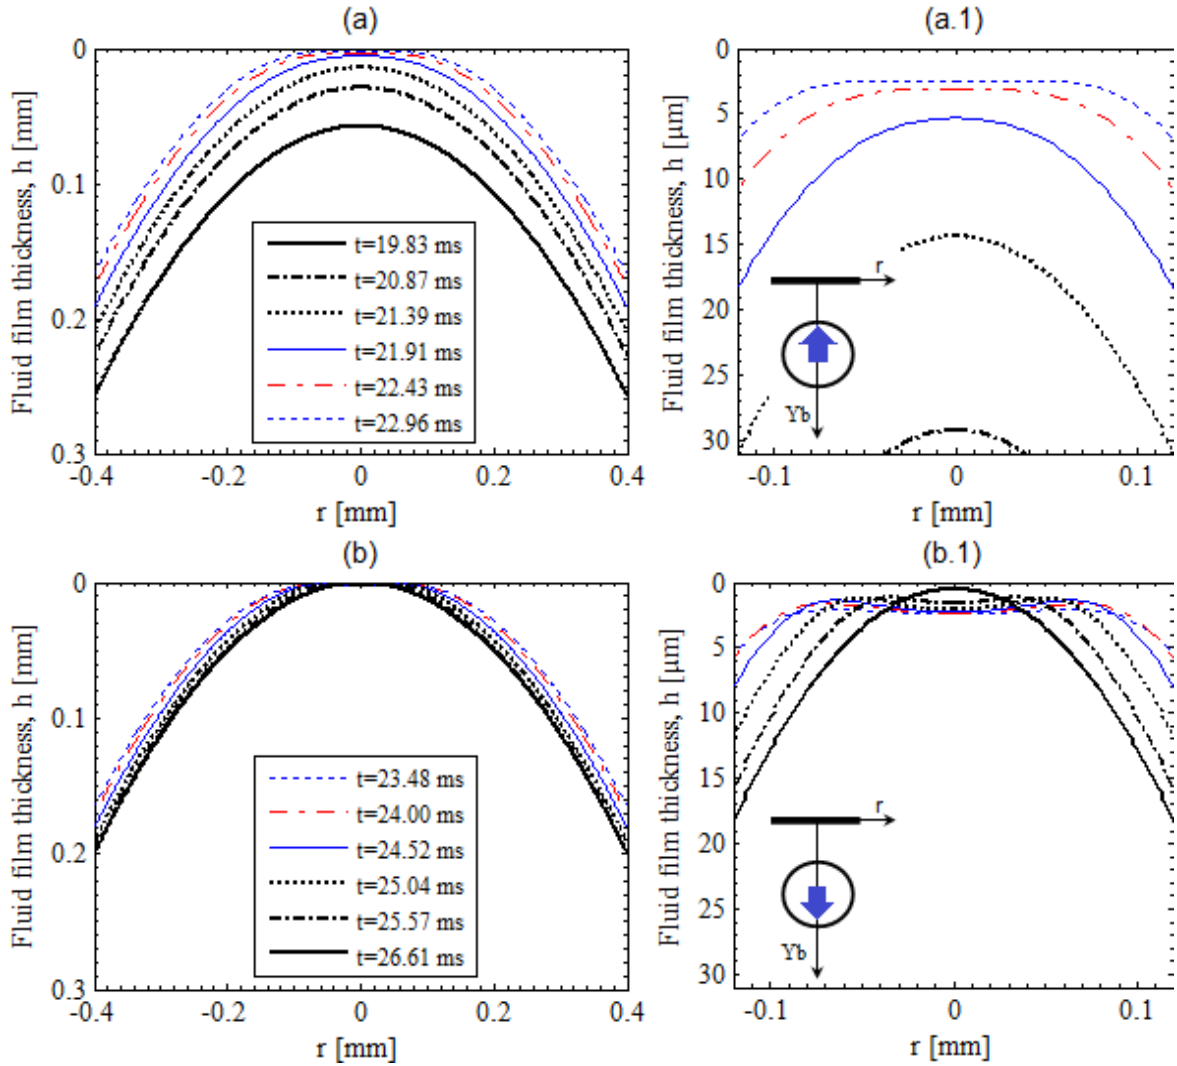 (a)
0
0.1
0.2
0.3
Fluid film thickness, h [mm]
t=19.83 ms
t=20.87 ms
t=21.39 ms
t=21.91 ms
t=22.43 ms
t=22.96 ms
-0.4 -0.2 0 0.2 0.4
r [mm]
(a.1)
0
5
10
15
20
25
30
Fluid film thickness, h [μm]
r
Yb
-0.1 0 0.1
r [mm]
(b)
0
0.1
0.2
0.3
Fluid film thickness, h [mm]
t=23.48 ms
t=24.00 ms
t=24.52 ms
t=25.04 ms
t=25.57 ms
t=26.61 ms
-0.4 -0.2 0 0.2 0.4
r [mm]
(b.1)
0
5
10
15
20
25
30
Fluid film thickness, h [μm]
r
Yb
-0.1 0 0.1
r [mm]